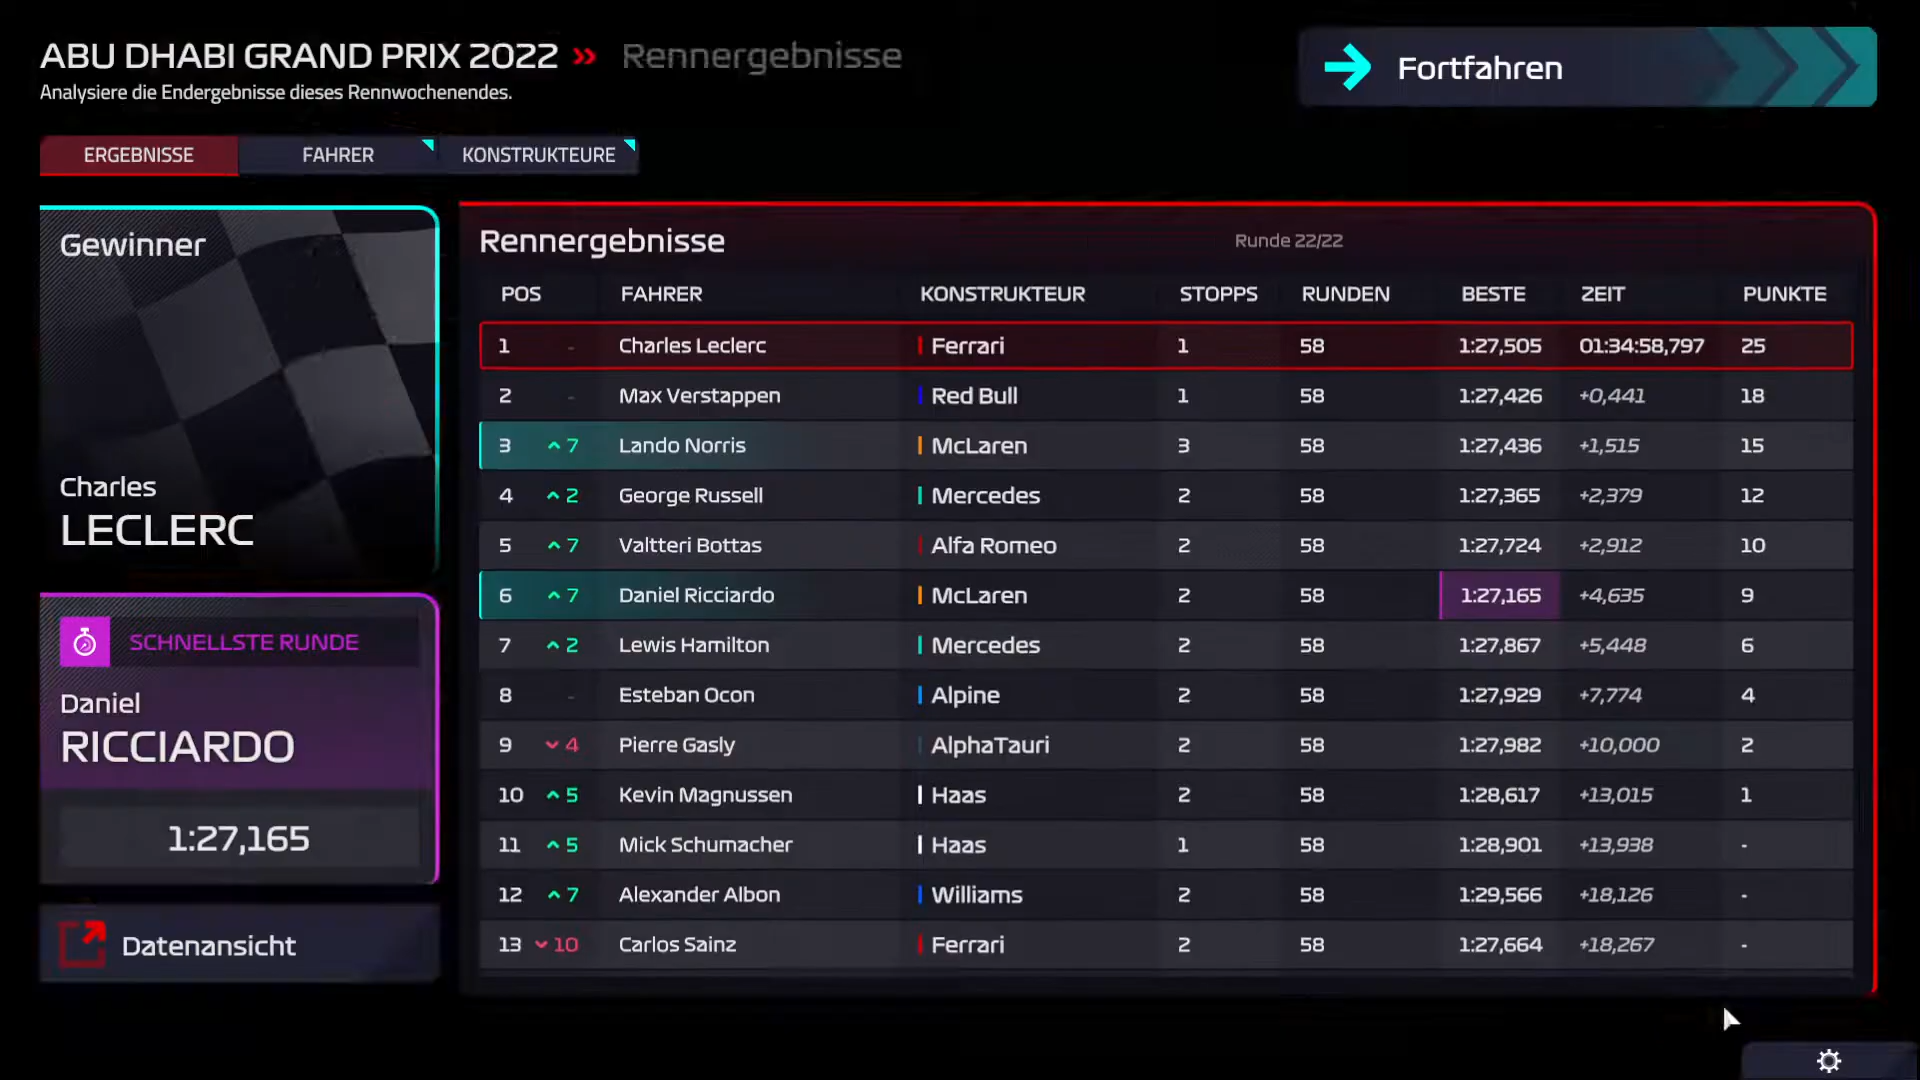 ABU DHABI GRAND PRIX 2022 » Rennergebnisse
Analysiere die Endergebnisse dieses Rennwochenendes.
Fortfahren
ERGEBNISSE FAHRER KONSTRUKTEURE
Gewinner
Charles
LECLERC
SCHNELLSTE RUNDE
Daniel
RICCIARDO
1:27,165
Datenansicht
Rennergebnisse Runde 22/22
POS FAHRER KONSTRUKTEUR STOPPS RUNDEN BESTE ZEIT PUNKTE
1 - Charles Leclerc Ferrari 1 58 1:27,505 01:34:58,797 25
2 - Max Verstappen Red Bull 1 58 1:27,426 +0,441 18
3 7 Lando Norris McLaren 3 58 1:27,436 +1,515 15
4 2 George Russell Mercedes 2 58 1:27,365 +2,379 12
5 7 Valtteri Bottas Alfa Romeo 2 58 1:27,724 +2,912 10
6 7 Daniel Ricciardo McLaren 2 58 1:27,165 +4,635 9
7 2 Lewis Hamilton Mercedes 2 58 1:27,867 +5,448 6
8 - Esteban Ocon Alpine 2 58 1:27,929 +7,774 4
9 4 Pierre Gasly AlphaTauri 2 58 1:27,982 +10,000 2
10 5 Kevin Magnussen Haas 2 58 1:28,617 +13,015 1
11 5 Mick Schumacher Haas 1 58 1:28,901 +13,938 -
12 7 Alexander Albon Williams 2 58 1:29,566 +18,126 -
13 10 Carlos Sainz Ferrari 2 58 1:27,664 +18,267 -